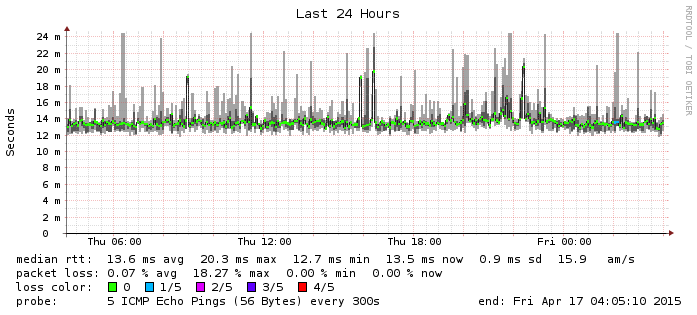 Last 24 Hours
RRDTOOL / TOBI OETIKER
Seconds
24 m
22 m
20 m
18 m
16 m
14 m
12 m
10 m
8 m
6 m
4 m
2 m
0
Thu 06:00 Thu 12:00 Thu 18:00 Fri 00:00
median rtt: 13.6 ms avg 20.3 ms max 12.7 ms min 13.5 ms now 0.9 ms sd 15.9 am/s
packet loss: 0.07 % avg 18.27 % max 0.00 % min 0.00 % now
loss color: 0 1/5 2/5 3/5 4/5
probe: 5 ICMP Echo Pings (56 Bytes) every 300s end: Fri Apr 17 04:05:10 2015